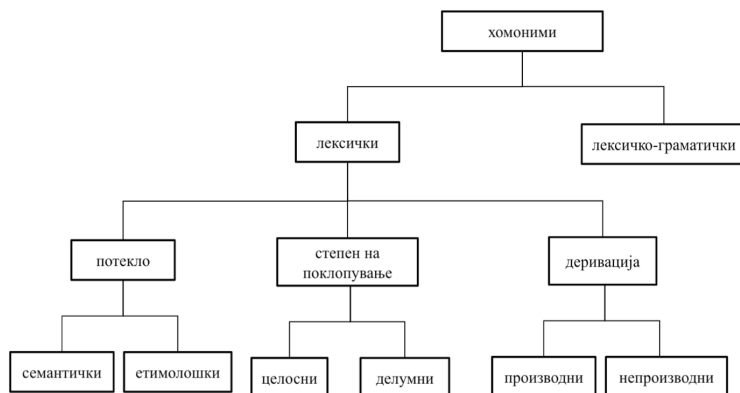 хомоними
лексички
лексичко-граматички
потекло
степен на
поклопување
деривација
семантички
етимолошки
целосни
делумни
производни
непроизводни